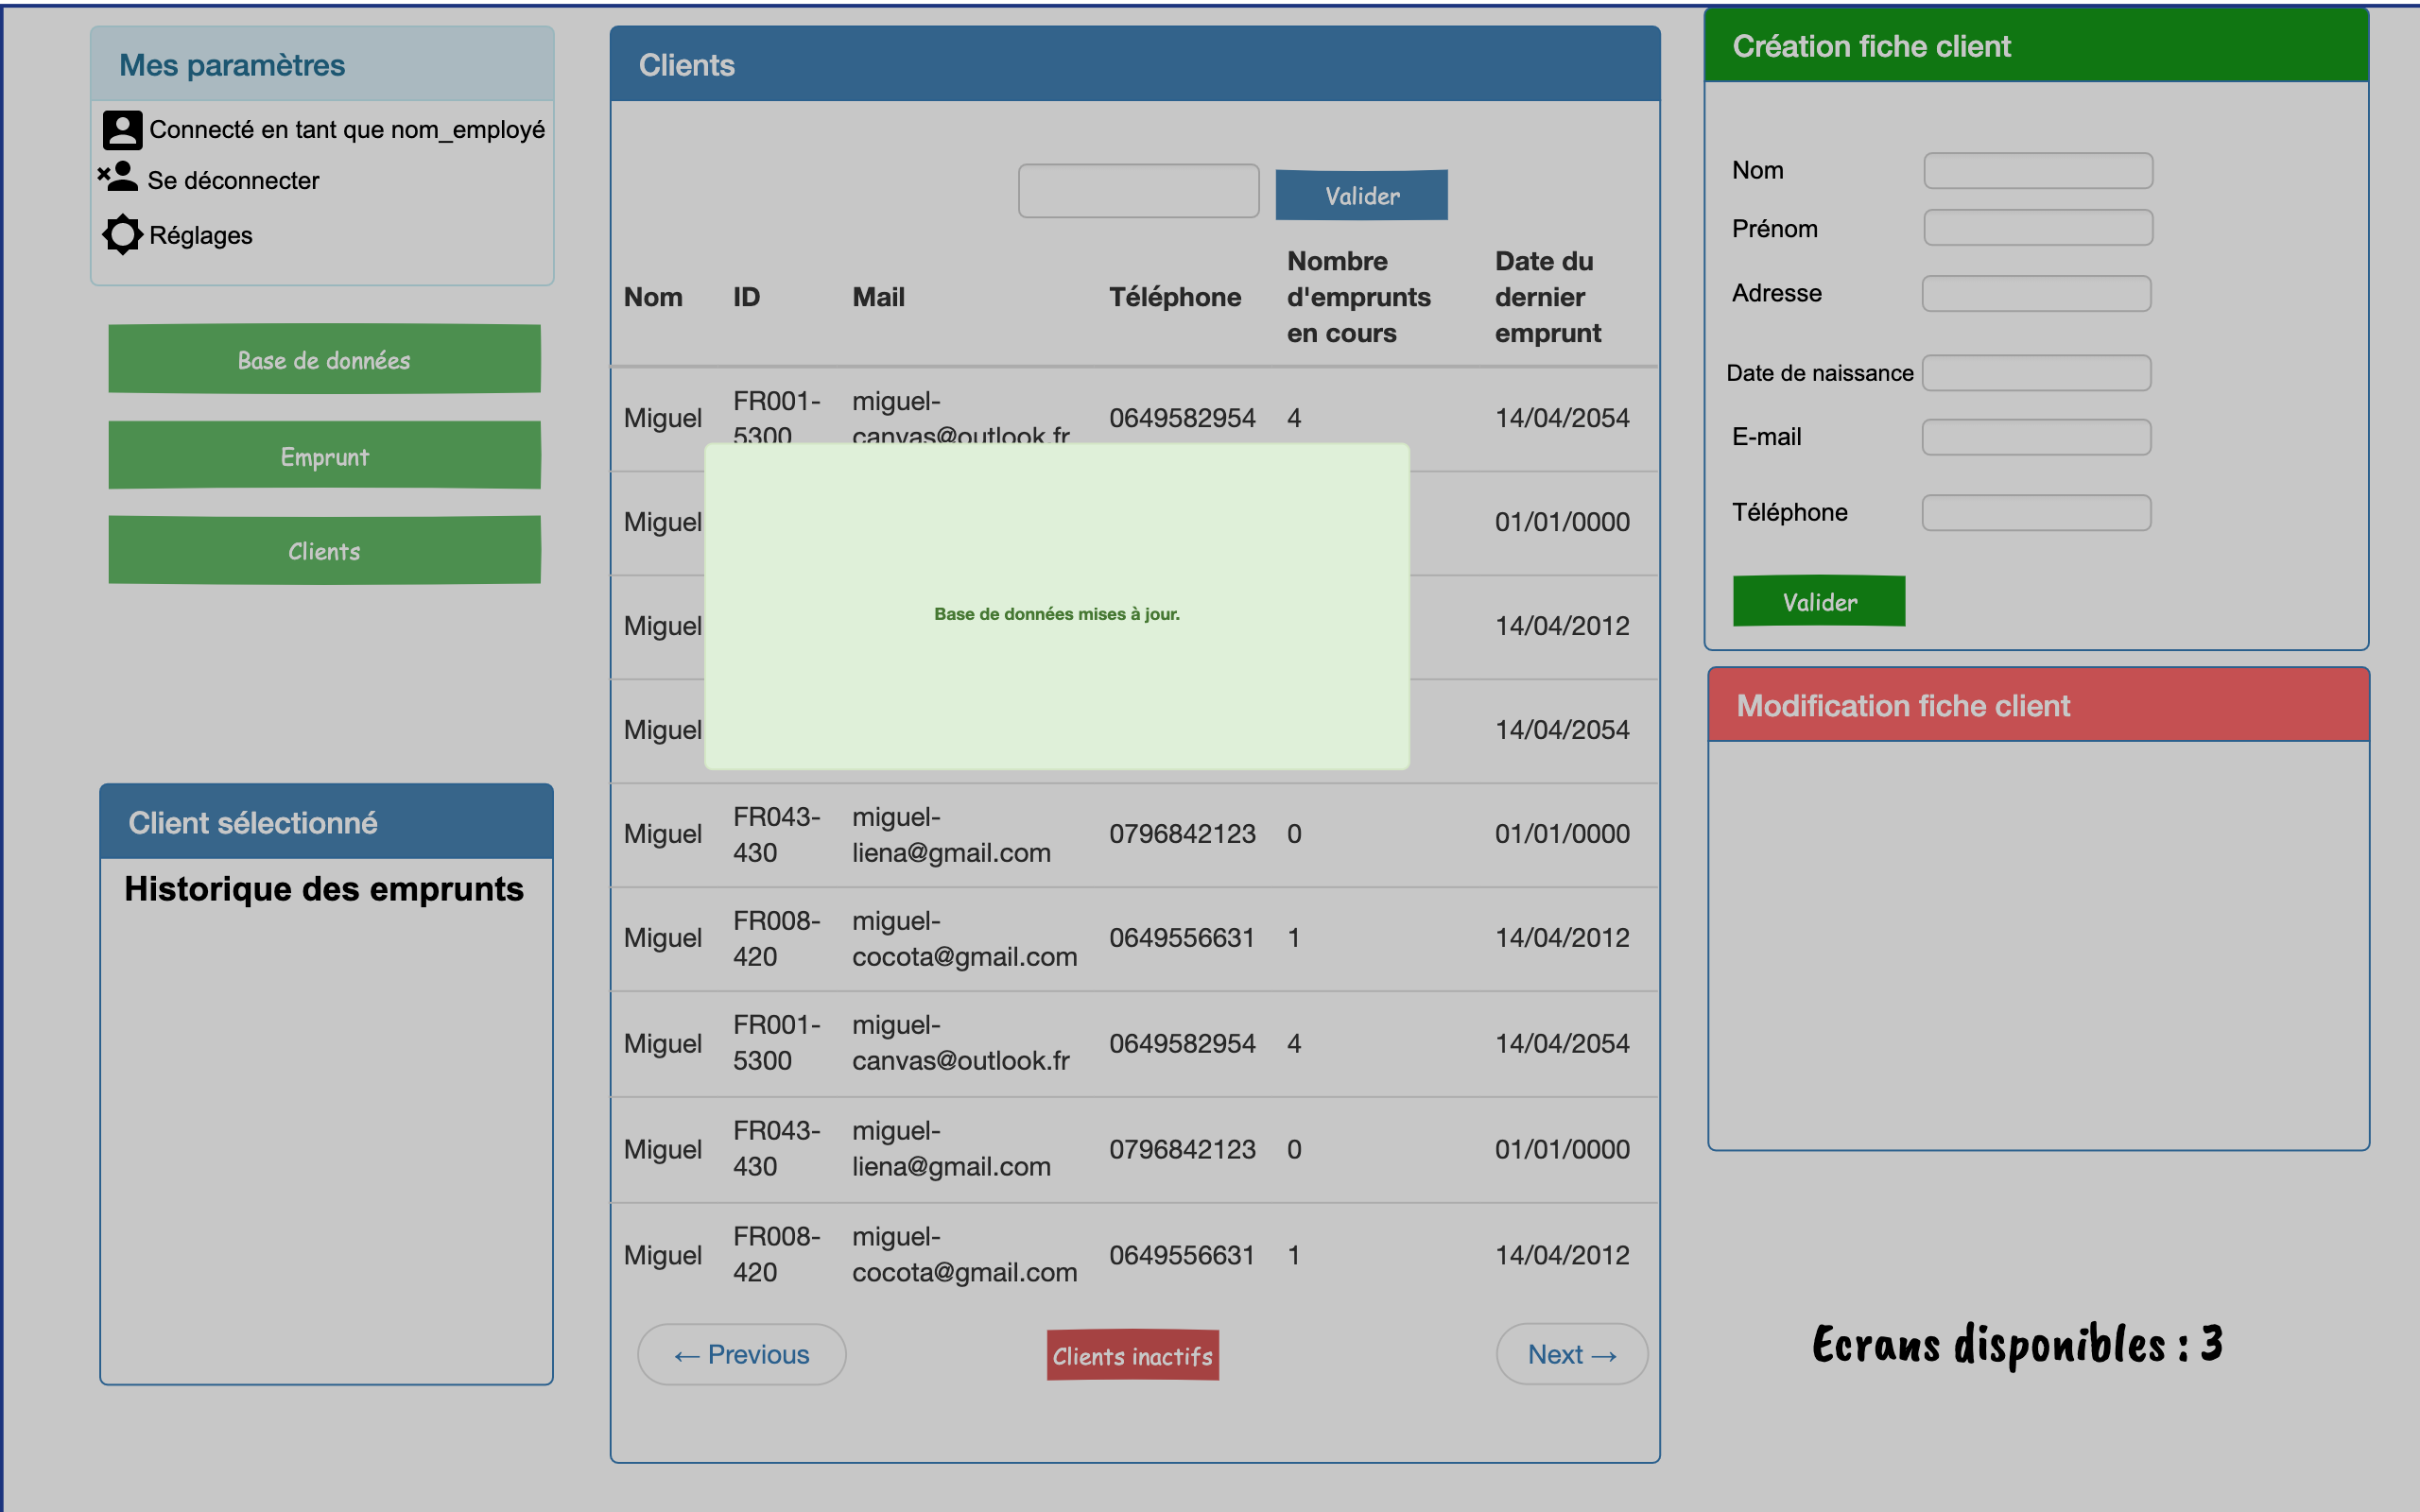 Mes paramètres
Connecté en tant que nom_employé
Se déconnecter
Réglages
Base de données
Emprunt
Clients
Client sélectionné
Historique des emprunts
Clients
Valider
Nom ID Mail Téléphone Nombre d'emprunts en cours Date du dernier emprunt
Miguel FR001-5300 miguel-canvas@outlook.fr 0649582954 4 14/04/2054
Miguel 01/01/0000
Miguel 14/04/2012
Miguel 14/04/2054
Base de données mises à jour.
Miguel FR043-430 miguel-liena@gmail.com 0796842123 0 01/01/0000
Miguel FR008-420 miguel-cocota@gmail.com 0649556631 1 14/04/2012
Miguel FR001-5300 miguel-canvas@outlook.fr 0649582954 4 14/04/2054
Miguel FR043-430 miguel-liena@gmail.com 0796842123 0 01/01/0000
Miguel FR008-420 miguel-cocota@gmail.com 0649556631 1 14/04/2012
← Previous
Clients inactifs
Next →
Création fiche client
Nom
Prénom
Adresse
Date de naissance
E-mail
Téléphone
Valider
Modification fiche client
Ecrans disponibles : 3